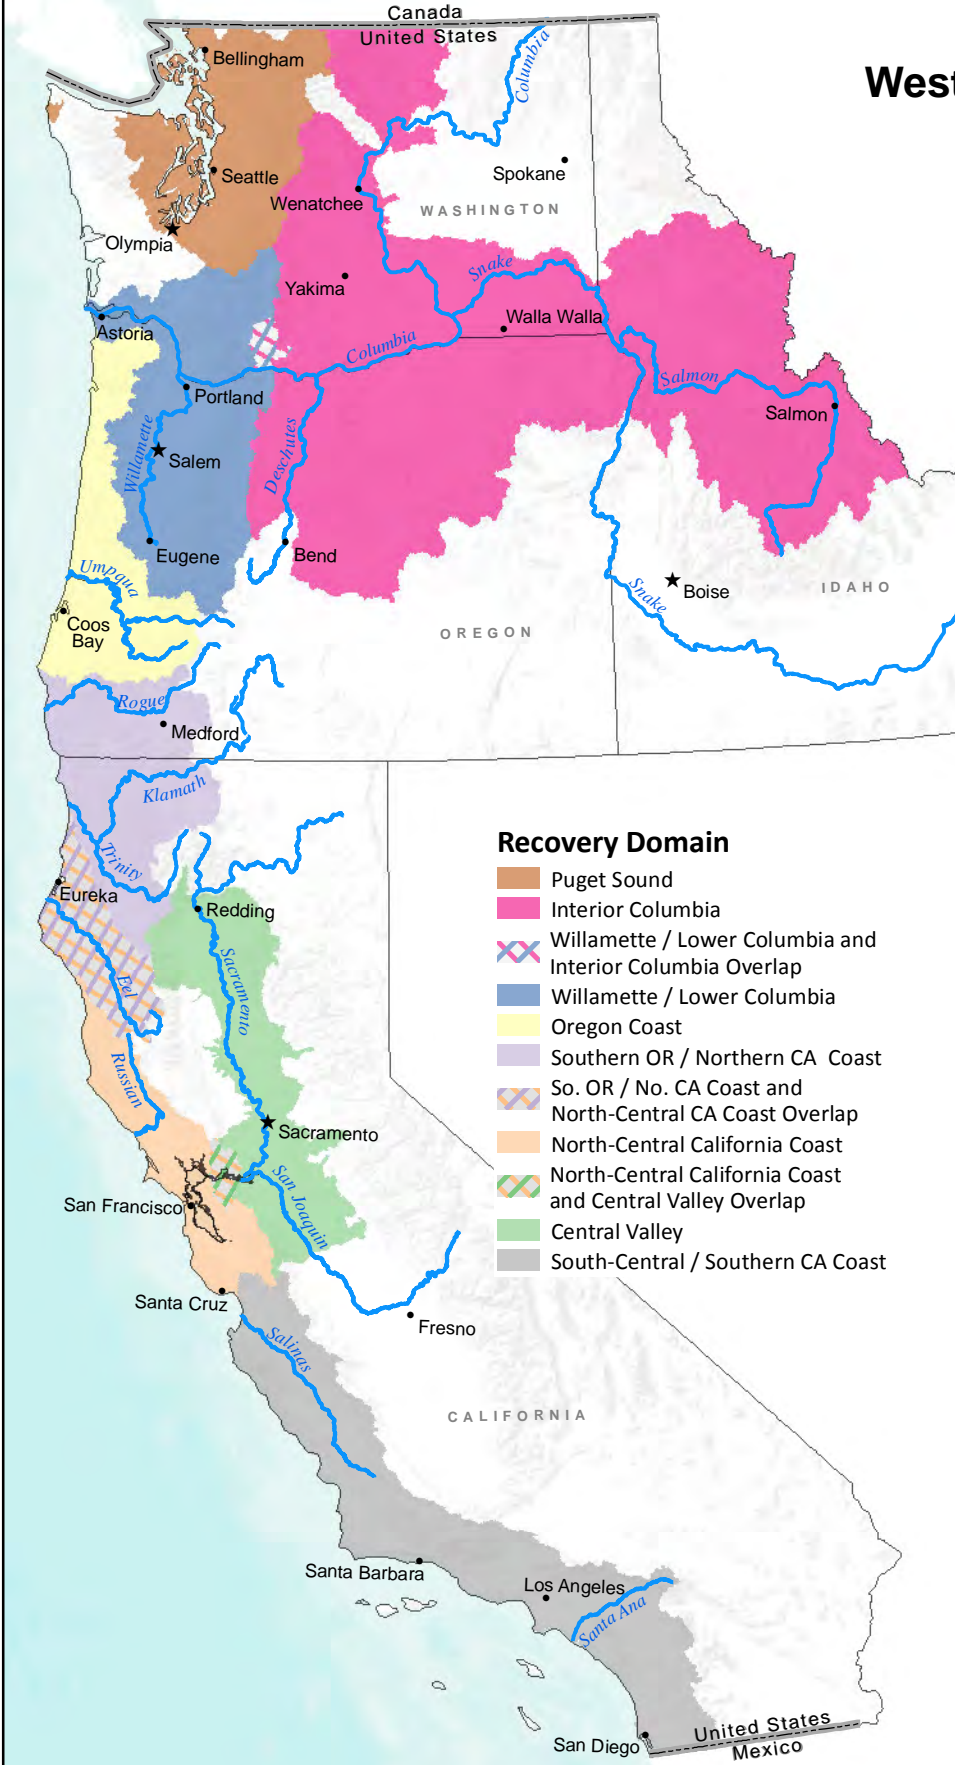 Canada
United States
West
Bellingham
Columbia
Seattle
Spokane
Wenatchee
WASHINGTON
Olympia
Snake
Yakima
Walla Walla
Astoria
Columbia
Portland
Salmon
Salmon
Willamette
Salem
Deschutes
Eugene
Bend
Umpqua
Snake
Boise
IDAHO
Coos
Bay
OREGON
Rogue
Medford
Klamath
Trinity
Eureka
Redding
Sacramento
Eel
Russian
Sacramento
San Joaquin
San Francisco
Santa Cruz
Fresno
Salinas
CALIFORNIA
Santa Barbara
Los Angeles
Santa Ana
San Diego
United States
Mexico
Recovery Domain
Puget Sound
Interior Columbia
Willamette / Lower Columbia and
Interior Columbia Overlap
Willamette / Lower Columbia
Oregon Coast
Southern OR / Northern CA Coast
So. OR / No. CA Coast and
North-Central CA Coast Overlap
North-Central California Coast
North-Central California Coast
and Central Valley Overlap
Central Valley
South-Central / Southern CA Coast